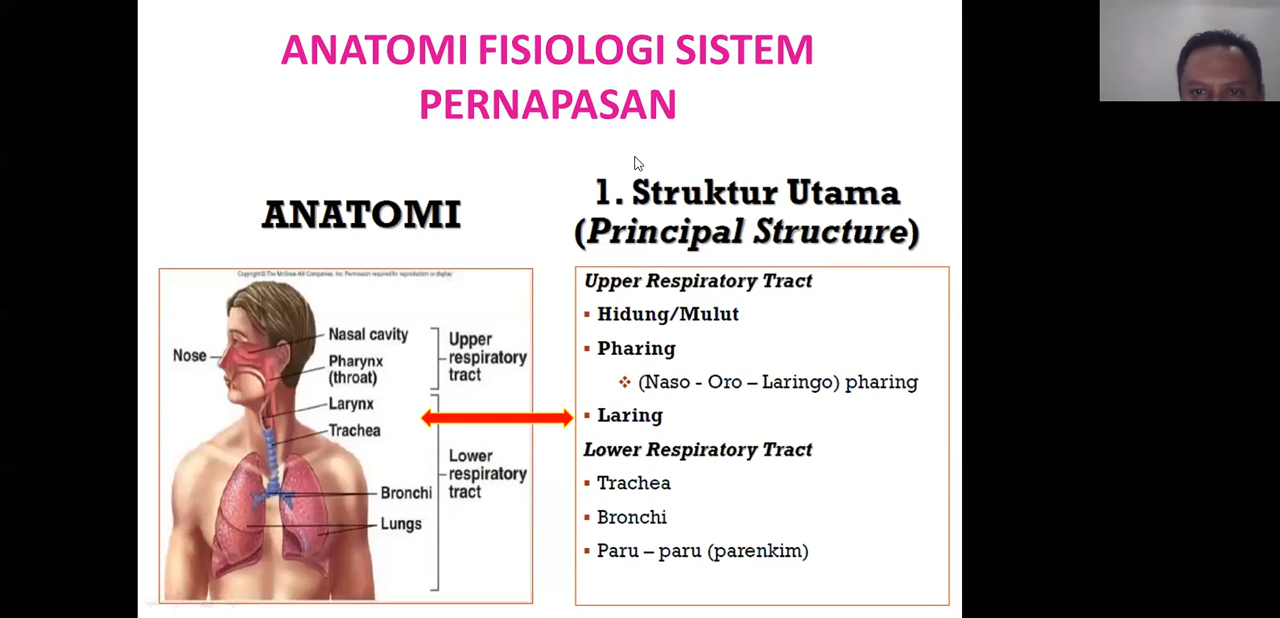 ANATOMI FISIOLOGI SISTEM
PERNAPASAN
ANATOMI
1. Struktur Utama
(Principal Structure)
Copyright © The McGraw-Hill Companies, Inc. Permission required for reproduction or display.
Nose
Nasal cavity
Pharynx
(throat)
Larynx
Trachea
Bronchi
Lungs
Upper
respiratory
tract
Lower
respiratory
tract
Upper Respiratory Tract
▪ Hidung/Mulut
▪ Pharing
❖ (Naso - Oro – Laringo) pharing
▪ Laring
Lower Respiratory Tract
▪ Trachea
▪ Bronchi
▪ Paru – paru (parenkim)